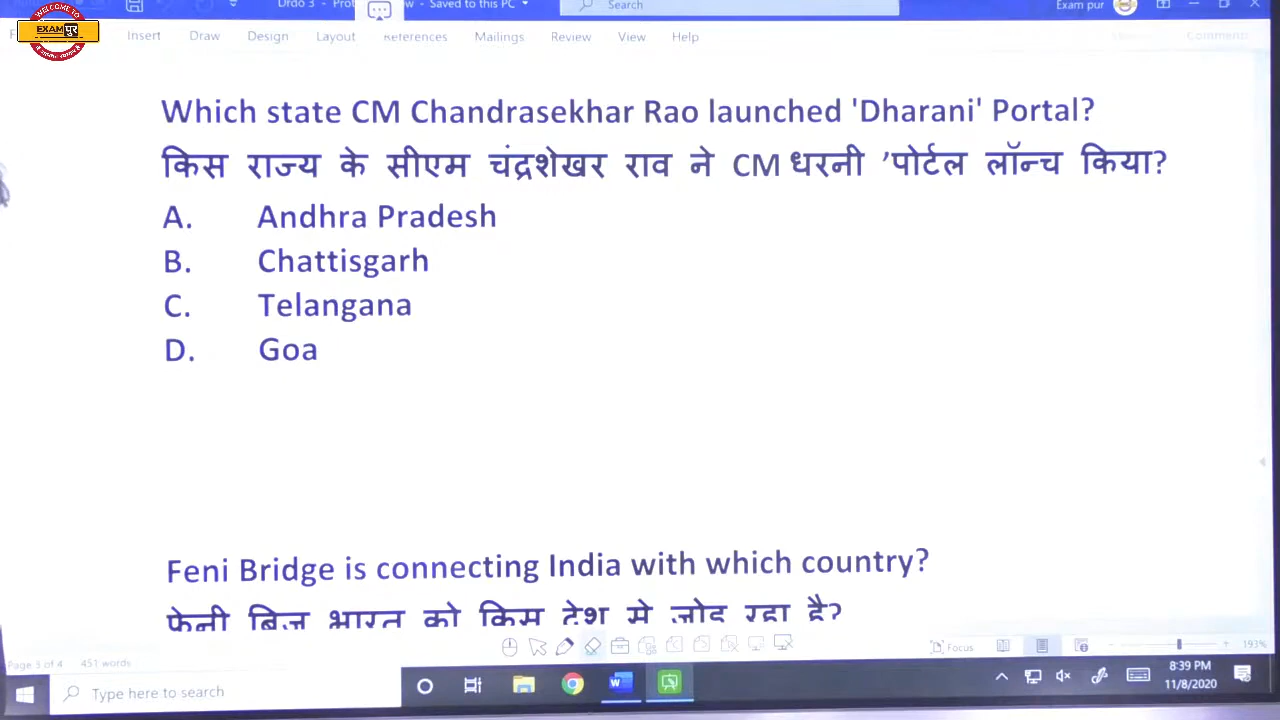 Drdo 3 - Prot
w - Saved to this PC
Search
Exam pur
WELCOME TO
EXAM पुर
Insert Draw Design Layout References Mailings Review View Help
Comments
Which state CM Chandrasekhar Rao launched 'Dharani' Portal?
किस राज्य के सीएम चंद्रशेखर राव ने CM धरनी ’पोर्टल लॉन्च किया?
A. Andhra Pradesh
B. Chattisgarh
C. Telangana
D. Goa
Feni Bridge is connecting India with which country?
फेनी ब्रिज भारत को किस देश से जोड़ रहा है?
Page 3 of 4 451 words
Focus
193%
Type here to search
8:39 PM
11/8/2020